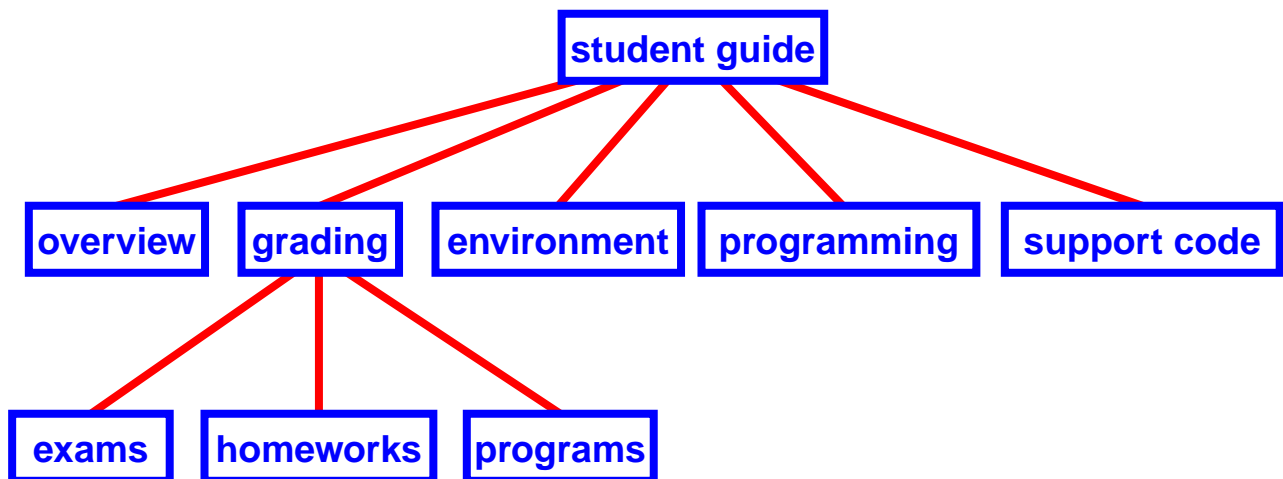 student guide
overview grading environment programming support code
exams homeworks programs